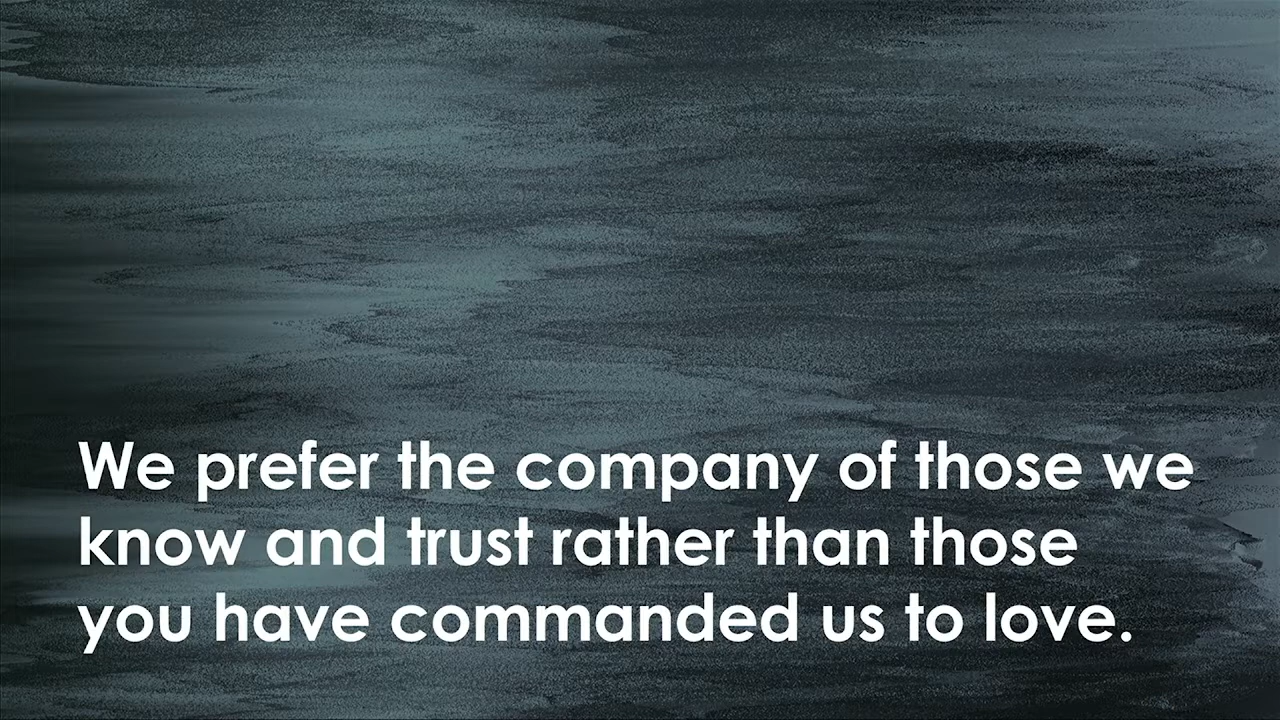 We prefer the company of those we
know and trust rather than those
you have commanded us to love.